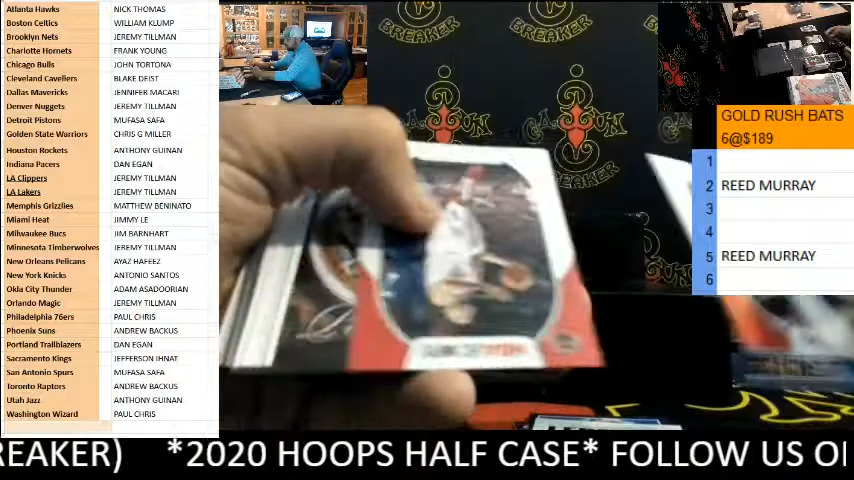 Atlanta Hawks NICK THOMAS
Boston Celtics WILLIAM KLUMP
Brooklyn Nets JEREMY TILLMAN
Charlotte Hornets FRANK YOUNG
Chicago Bulls JOHN TORTONA
Cleveland Cavaliers BLAKE DEIST
Dallas Mavericks JENNIFER MACARI
Denver Nuggets JEREMY TILLMAN
Detroit Pistons MUFASA SAFA
Golden State Warriors CHRIS G MILLER
Houston Rockets ANTHONY GUINAN
Indiana Pacers DAN EGAN
LA Clippers JEREMY TILLMAN
LA Lakers JEREMY TILLMAN
Memphis Grizzlies MATTHEW BENINATO
Miami Heat JIMMY LE
Milwaukee Bucs JIM BARNHART
Minnesota Timberwolves JEREMY TILLMAN
New Orleans Pelicans AYAZ HAFEEZ
New York Knicks ANTONIO SANTOS
Okla City Thunder ADAM ASADOORIAN
Orlando Magic JEREMY TILLMAN
Philadelphia 76ers PAUL CHRIS
Phoenix Suns ANDREW BACKUS
Portland Trailblazers DAN EGAN
Sacramento Kings JEFFERSON IHNAT
San Antonio Spurs MUFASA SAFA
Toronto Raptors ANDREW BACKUS
Utah Jazz ANTHONY GUINAN
Washington Wizard PAUL CHRIS
BREAKER
BREAKER
GUN
GUN
GOLD RUSH BATS
6@$189
1
2 REED MURRAY
3
4
5 REED MURRAY
6
REAKER) *2020 HOOPS HALF CASE* FOLLOW US O